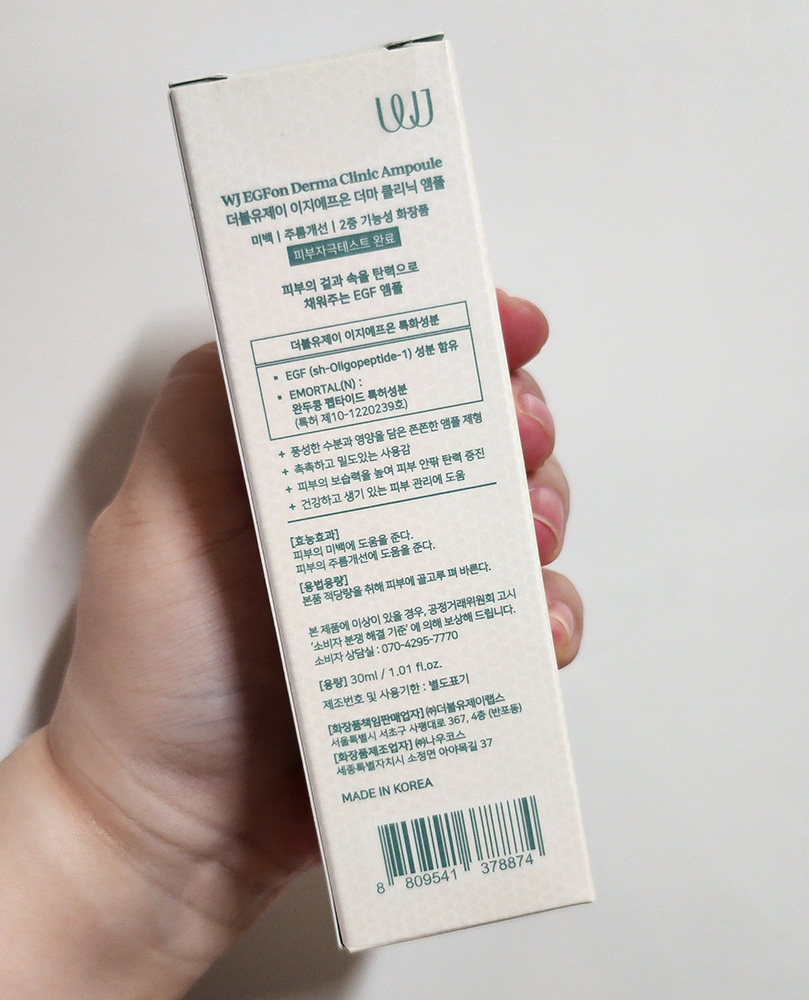 WJ
WJ EGFon Derma Clinic Ampoule
더블유제이 이지에프온 더마 클리닉 앰플
미백 | 주름개선 | 2중 기능성 화장품
피부자극테스트 완료
피부의 겉과 속을 탄력으로
채워주는 EGF 앰플
더블유제이 이지에프온 특화성분
▪ EGF (sh-Oligopeptide-1) 성분 함유
▪ EMORTAL(N) :
완두콩 펩타이드 특허성분
(특허 제10-1220239호)
+ 풍성한 수분과 영양을 담은 쫀쫀한 앰플 제형
+ 촉촉하고 밀도있는 사용감
+ 피부의 보습력을 높여 피부 안팎 탄력 증진
+ 건강하고 생기 있는 피부 관리에 도움
[효능효과]
피부의 미백에 도움을 준다.
피부의 주름개선에 도움을 준다.
[용법용량]
본품 적당량을 취해 피부에 골고루 펴 바른다.
본 제품에 이상이 있을 경우, 공정거래위원회 고시
'소비자 분쟁 해결 기준' 에 의해 보상해 드립니다.
소비자 상담실 : 070-4295-7770
[용량] 30ml / 1.01 fl.oz.
제조번호 및 사용기한 : 별도표기
[화장품책임판매업자] ㈜더블유제이랩스
서울특별시 서초구 사평대로 367, 4층 (반포동)
[화장품제조업자] ㈜나우코스
세종특별자치시 소정면 아야목길 37
MADE IN KOREA
8 809541 378874